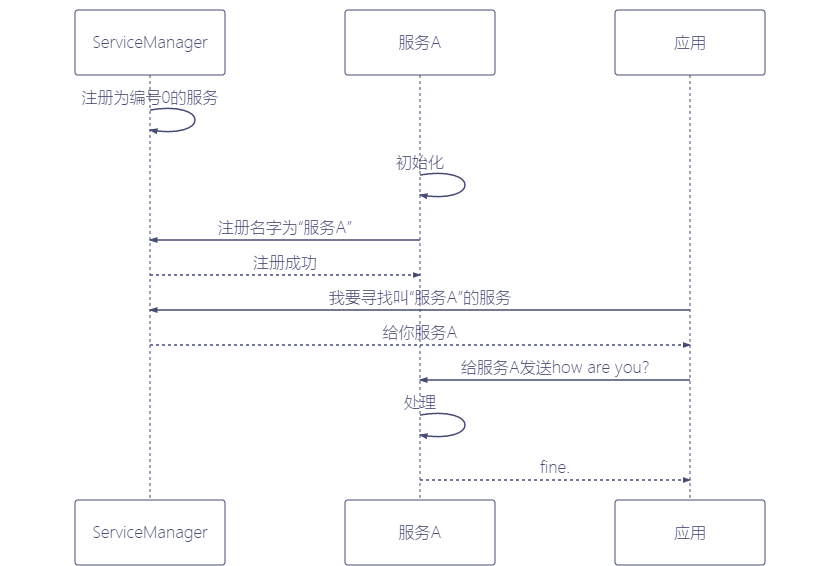 ServiceManager
服务A
应用
注册为编号0的服务
初始化
注册名字为“服务A”
注册成功
我要寻找叫“服务A”的服务
给你服务A
给服务A发送how are you?
处理
fine.
ServiceManager
服务A
应用